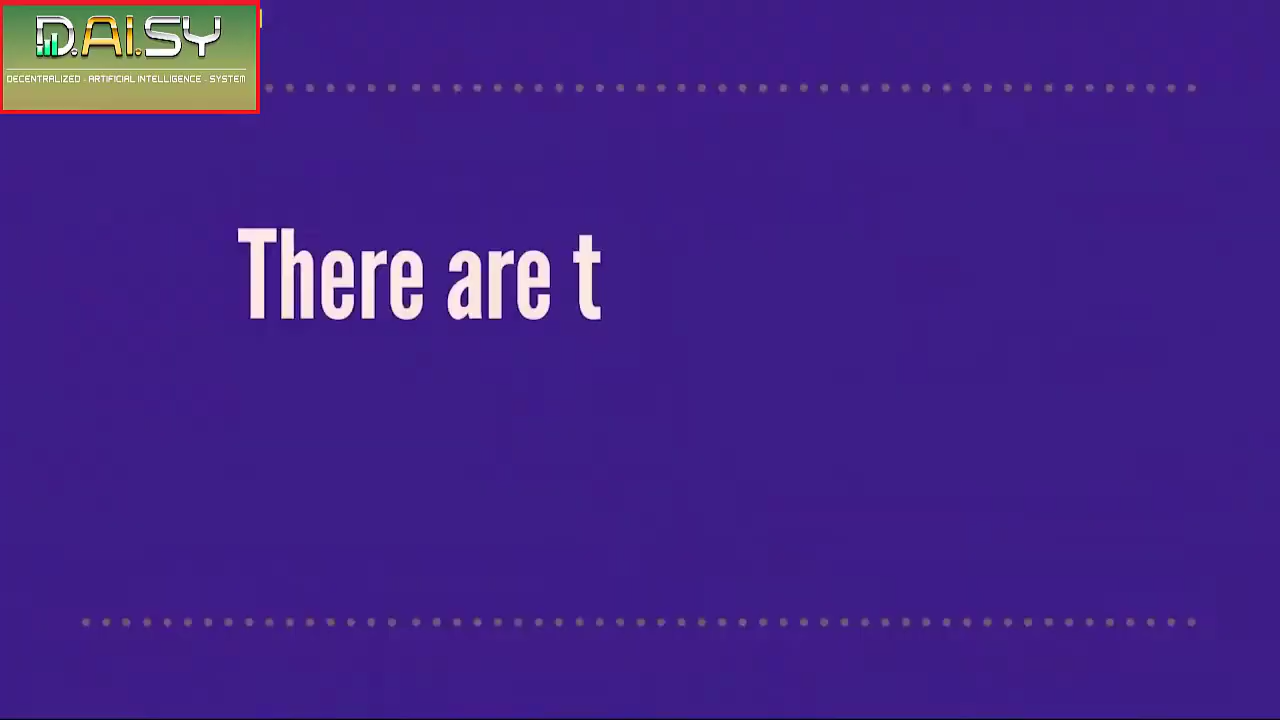 D.AI.SY
DECENTRALIZED - ARTIFICIAL INTELLIGENCE - SYSTEM
There are t